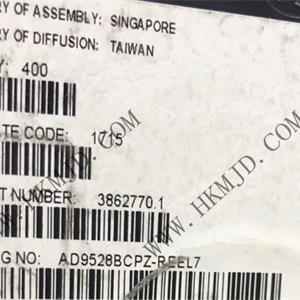 RY OF ASSEMBLY: SINGAPORE
RY OF DIFFUSION: TAIWAN
Y: 400
TE CODE: 1715
T NUMBER: 3862770.1
G NO: AD9528BCPZ-REEL7
WWW.HKMJD.COM